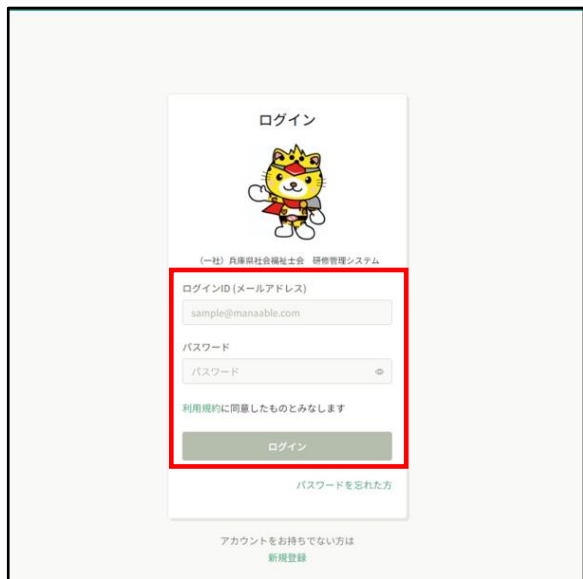 ログイン
（一社）兵庫県社会福祉士会　研修管理システム
ログインID (メールアドレス)
sample@manaable.com
パスワード
パスワード
利用規約に同意したものとみなします
ログイン
パスワードを忘れた方
アカウントをお持ちでない方は
新規登録